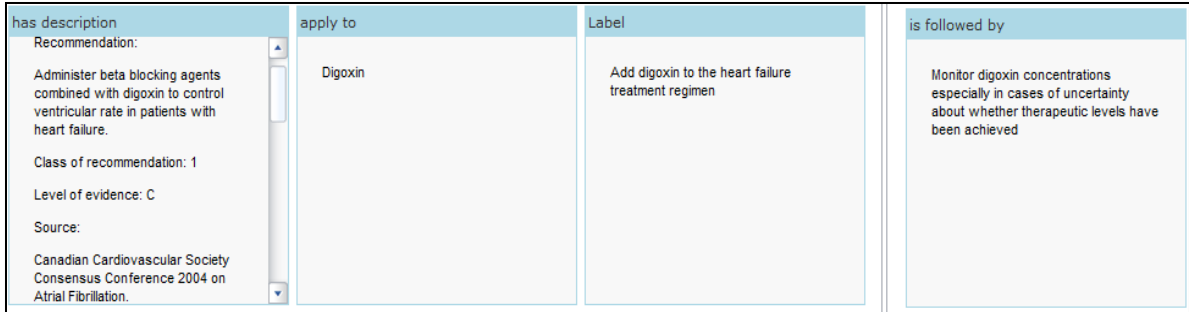 has description
Recommendation:
Administer beta blocking agents
combined with digoxin to control
ventricular rate in patients with
heart failure.
Class of recommendation: 1
Level of evidence: C
Source:
Canadian Cardiovascular Society
Consensus Conference 2004 on
Atrial Fibrillation.
apply to
Digoxin
Label
Add digoxin to the heart failure
treatment regimen
is followed by
Monitor digoxin concentrations
especially in cases of uncertainty
about whether therapeutic levels have
been achieved